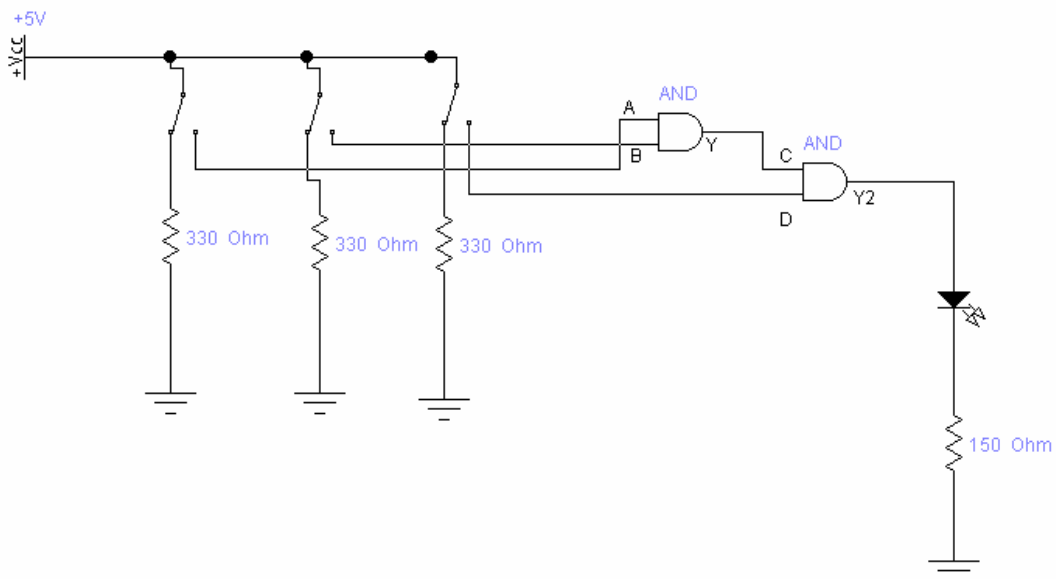 +5V
+Vcc
A
AND
B
Y
C
AND
D
Y2
330 Ohm
330 Ohm
330 Ohm
150 Ohm